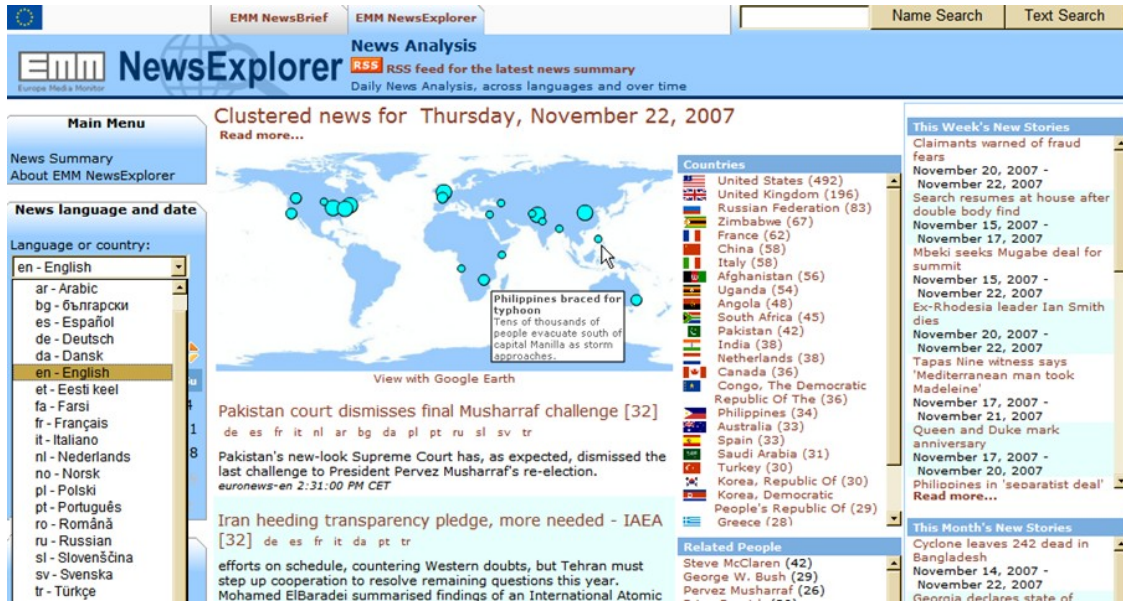 EMM NewsBrief
EMM NewsExplorer
Name Search
Text Search
EMM
Europe Media Monitor
NewsExplorer
News Analysis
RSS RSS feed for the latest news summary
Daily News Analysis, across languages and over time
Main Menu
News Summary
About EMM NewsExplorer
News language and date
Language or country:
en - English
ar - Arabic
bg - български
es - Español
de - Deutsch
da - Dansk
en - English
et - Eesti keel
fa - Farsi
fr - Français
it - Italiano
nl - Nederlands
no - Norsk
pl - Polski
pt - Português
ro - Română
ru - Russian
sl - Slovenščina
sv - Svenska
tr - Türkçe
4
1
8
Clustered news for Thursday, November 22, 2007
Read more...
Philippines braced for
typhoon
Tens of thousands of
people evacuate south of
capital Manilla as storm
approaches.
View with Google Earth
Pakistan court dismisses final Musharraf challenge [32]
de es fr it nl ar bg da pl pt ru sl sv tr
Pakistan's new-look Supreme Court has, as expected, dismissed the
last challenge to President Pervez Musharraf's re-election.
euronews-en 2:31:00 PM CET
Iran heeding transparency pledge, more needed - IAEA
[32] de es fr it da pt tr
efforts on schedule, countering Western doubts, but Tehran must
step up cooperation to resolve remaining questions this year.
Mohamed ElBaradei summarised findings of an International Atomic
Countries
United States (492)
United Kingdom (196)
Russian Federation (83)
Zimbabwe (67)
France (62)
China (58)
Italy (58)
Afghanistan (56)
Uganda (54)
Angola (48)
South Africa (45)
Pakistan (42)
India (38)
Netherlands (38)
Canada (36)
Congo, The Democratic
Republic Of The (36)
Philippines (34)
Australia (33)
Spain (33)
Saudi Arabia (31)
Turkey (30)
Korea, Republic Of (30)
Korea, Democratic
People's Republic Of (29)
Greece (28)
Related People
Steve McClaren (42)
George W. Bush (29)
Pervez Musharraf (26)
This Week's New Stories
Claimants warned of fraud
fears
November 20, 2007 -
November 22, 2007
Search resumes at house after
double body find
November 15, 2007 -
November 17, 2007
Mbeki seeks Mugabe deal for
summit
November 15, 2007 -
November 22, 2007
Ex-Rhodesia leader Ian Smith
dies
November 20, 2007 -
November 22, 2007
Tapas Nine witness says
'Mediterranean man took
Madeleine'
November 17, 2007 -
November 21, 2007
Queen and Duke mark
anniversary
November 17, 2007 -
November 20, 2007
Philippines in 'separatist deal'
Read more...
This Month's New Stories
Cyclone leaves 242 dead in
Bangladesh
November 14, 2007 -
November 22, 2007
Georgia declares state of